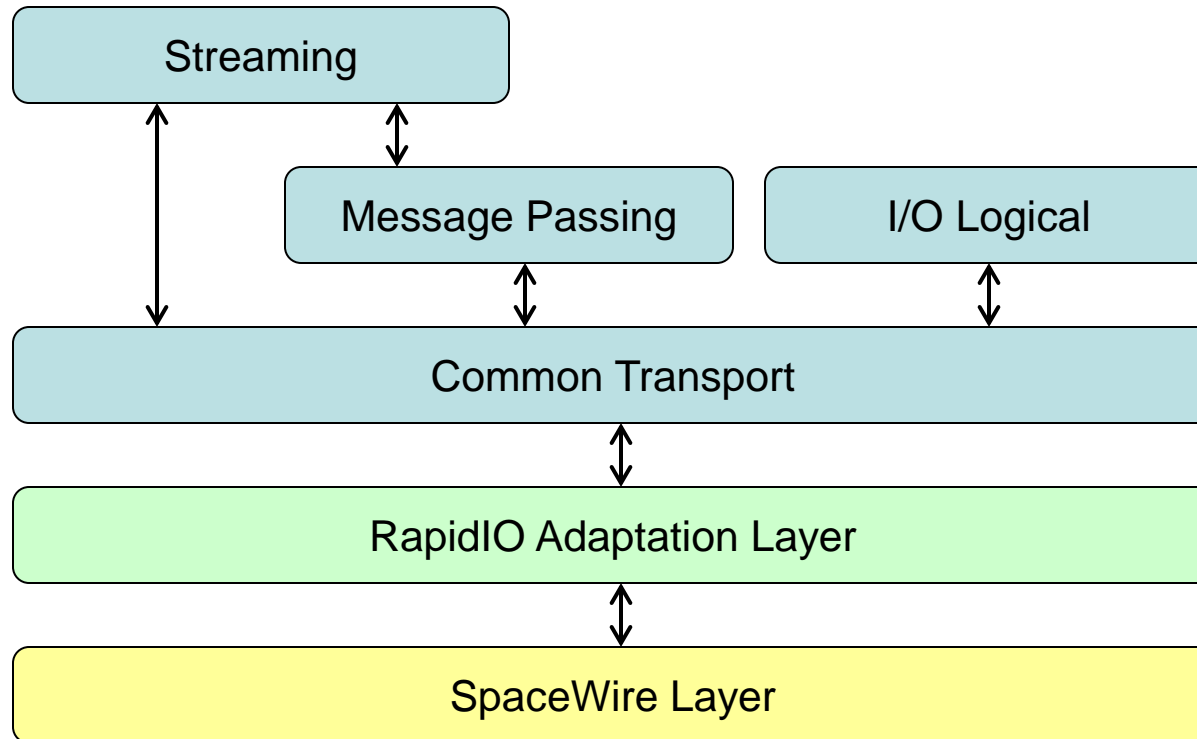 Streaming
Message Passing
I/O Logical
Common Transport
RapidIO Adaptation Layer
SpaceWire Layer